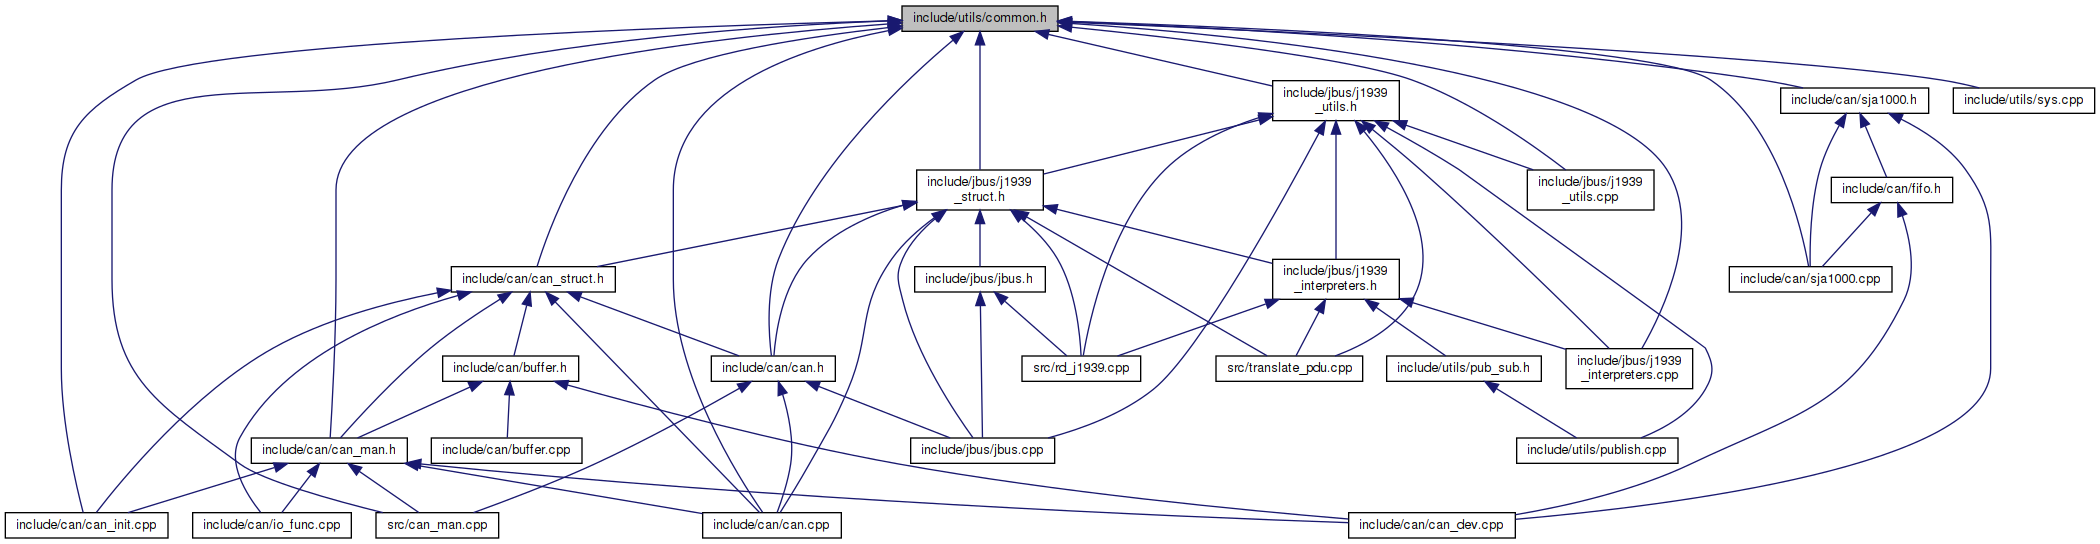 include/utils/common.h
include/jbus/j1939
_utils.h
include/can/sja1000.h
include/utils/sys.cpp
include/jbus/j1939
_struct.h
include/jbus/j1939
_utils.cpp
include/can/fifo.h
include/can/can_struct.h
include/jbus/jbus.h
include/jbus/j1939
_interpreters.h
include/can/sja1000.cpp
include/can/buffer.h
include/can/can.h
src/rd_j1939.cpp
src/translate_pdu.cpp
include/utils/pub_sub.h
include/jbus/j1939
_interpreters.cpp
include/can/can_man.h
include/can/buffer.cpp
include/jbus/jbus.cpp
include/utils/publish.cpp
include/can/can_init.cpp
include/can/io_func.cpp
src/can_man.cpp
include/can/can.cpp
include/can/can_dev.cpp